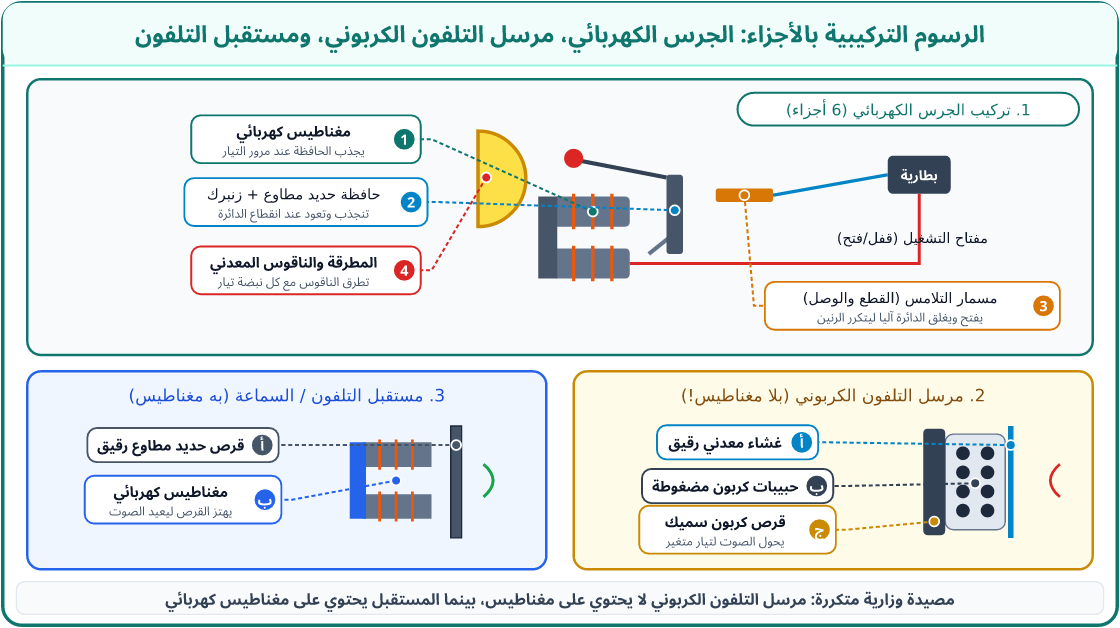 الرسوم التركيبية بالأجزاء: الجرس الكهربائي، مرسل التلفون الكربوني، ومستقبل التلفون
1. تركيب الجرس الكهربائي (6 أجزاء)
بطارية
مفتاح التشغيل (قفل/فتح)
1 مغناطيس كهربائي
يجذب الحافظة عند مرور التيار
2 حافظة حديد مطاوع + زنبرك
تنجذب وتعود عند انقطاع الدائرة
4 المطرقة والناقوس المعدني
تطرق الناقوس مع كل نبضة تيار
3 مسمار التلامس (القطع والوصل)
يفتح ويغلق الدائرة آليا ليتكرر الرنين
2. مرسل التلفون الكربوني (بلا مغناطيس!)
أ غشاء معدني رقيق
ب حبيبات كربون مضغوطة
ج قرص كربون سميك
يحول الصوت لتيار متغير
3. مستقبل التلفون / السماعة (به مغناطيس)
أ قرص حديد مطاوع رقيق
ب مغناطيس كهربائي
يهتز القرص ليعيد الصوت
مصيدة وزارية متكررة: مرسل التلفون الكربوني لا يحتوي على مغناطيس، بينما المستقبل يحتوي على مغناطيس كهربائي